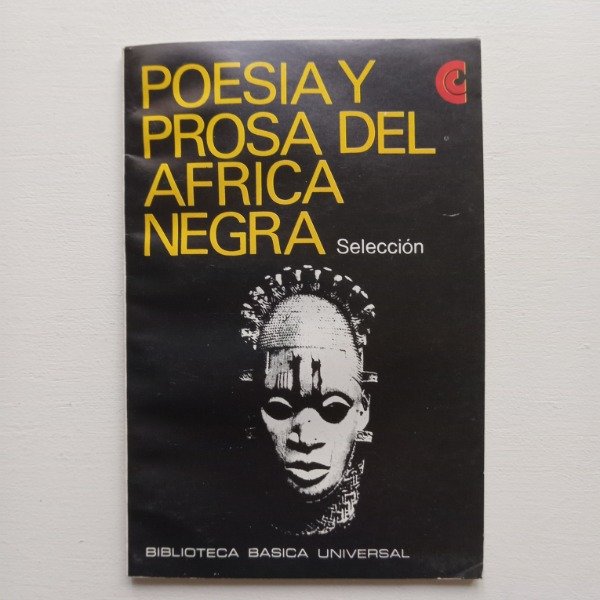 POESIA Y
PROSA DEL
AFRICA
NEGRA Selección
BIBLIOTECA BASICA UNIVERSAL